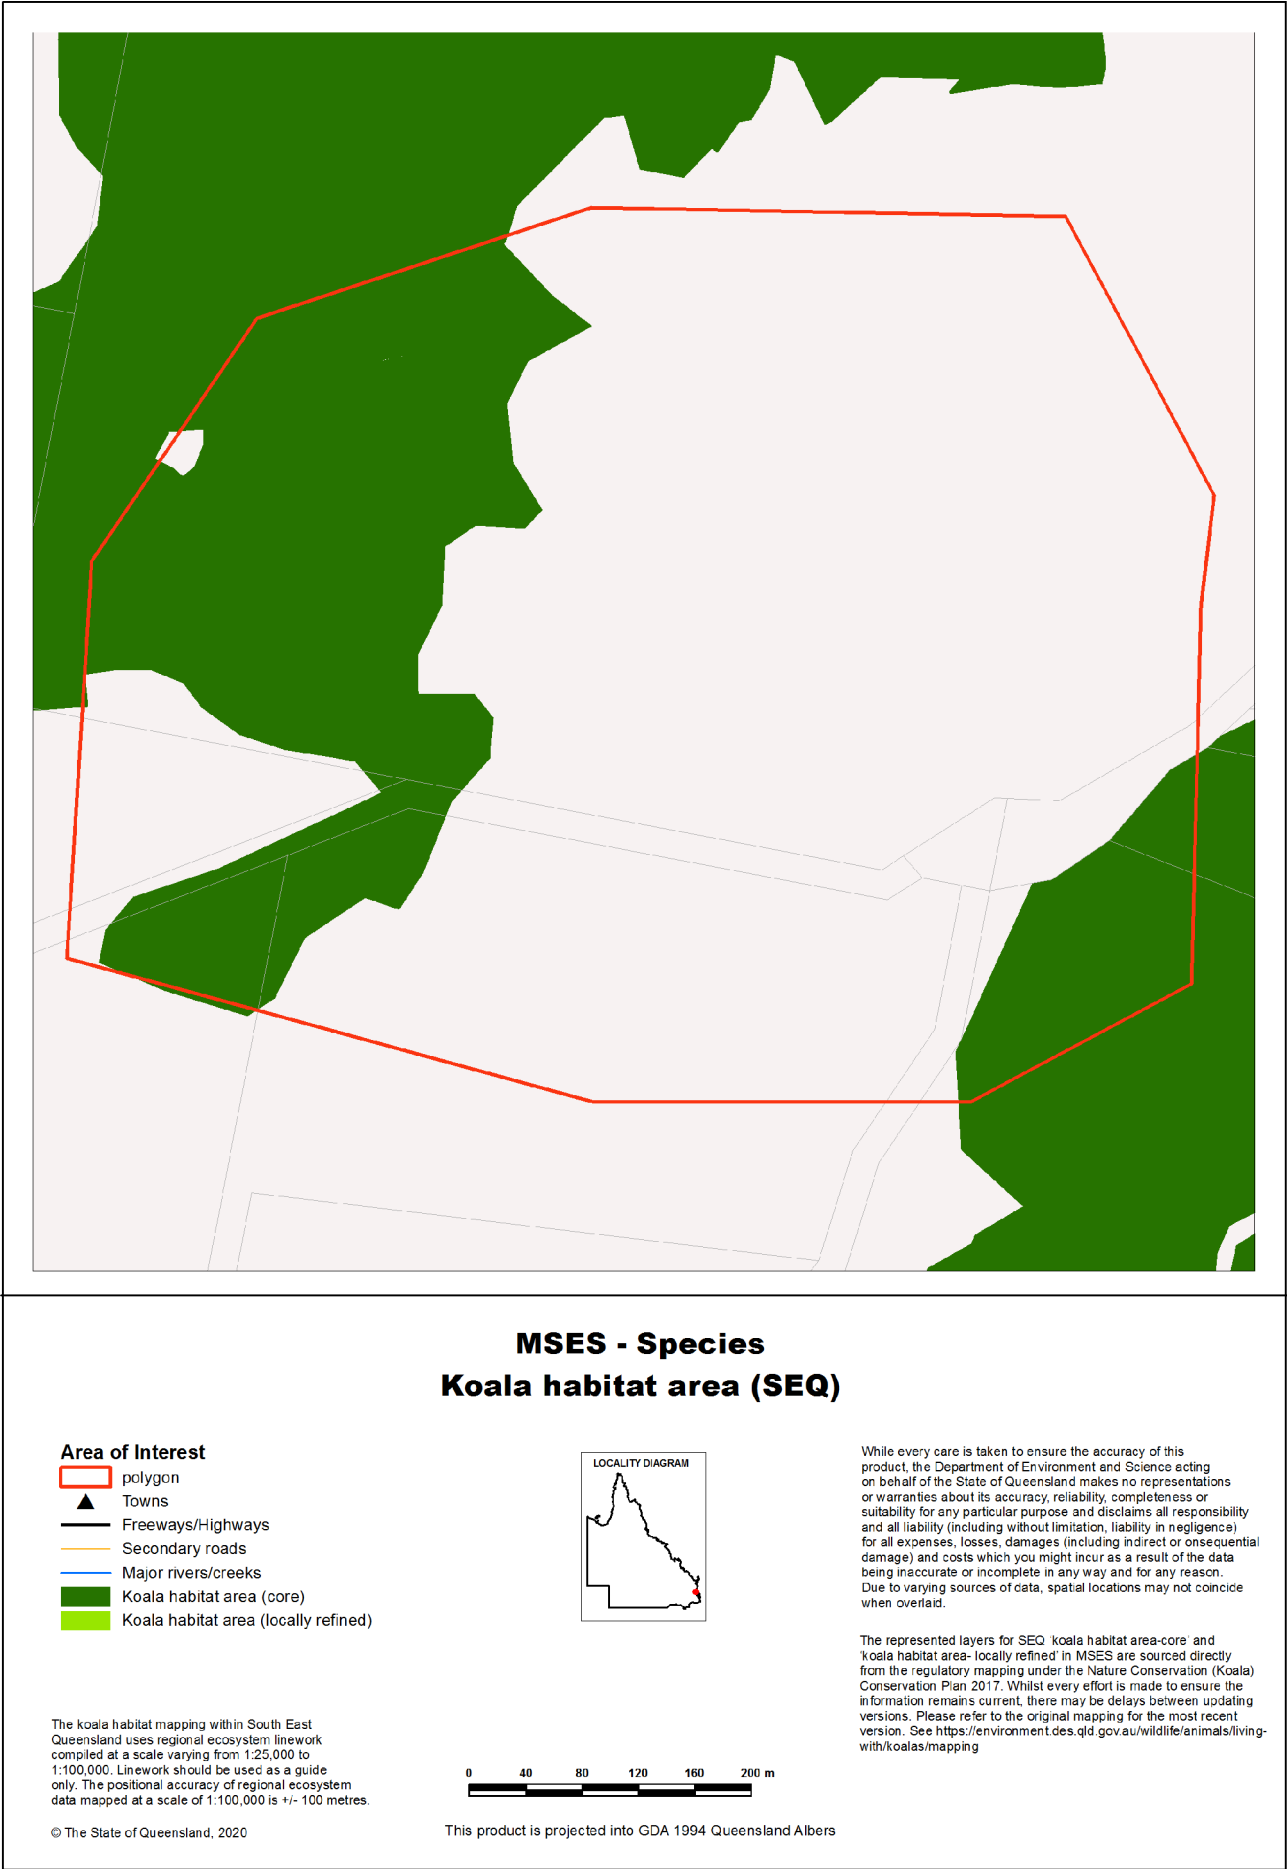 MSES - Species
Koala habitat area (SEQ)
Area of Interest
polygon
Towns
Freeways/Highways
Secondary roads
Major rivers/creeks
Koala habitat area (core)
Koala habitat area (locally refined)
The koala habitat mapping within South East
Queensland uses regional ecosystem linework
compiled at a scale varying from 1:25,000 to
1:100,000. Linework should be used as a guide
only. The positional accuracy of regional ecosystem
data mapped at a scale of 1:100,000 is +/- 100 metres.
© The State of Queensland, 2020
LOCALITY DIAGRAM
0 40 80 120 160 200 m
This product is projected into GDA 1994 Queensland Albers
While every care is taken to ensure the accuracy of this
product, the Department of Environment and Science acting
on behalf of the State of Queensland makes no representations
or warranties about its accuracy, reliability, completeness or
suitability for any particular purpose and disclaims all responsibility
and all liability (including without limitation, liability in negligence)
for all expenses, losses, damages (including indirect or onsequential
damage) and costs which you might incur as a result of the data
being inaccurate or incomplete in any way and for any reason.
Due to varying sources of data, spatial locations may not coincide
when overlaid.
The represented layers for SEQ 'koala habitat area-core' and
'koala habitat area- locally refined' in MSES are sourced directly
from the regulatory mapping under the Nature Conservation (Koala)
Conservation Plan 2017. Whilst every effort is made to ensure the
information remains current, there may be delays between updating
versions. Please refer to the original mapping for the most recent
version. See https://environment.des.qld.gov.au/wildlife/animals/living-
with/koalas/mapping